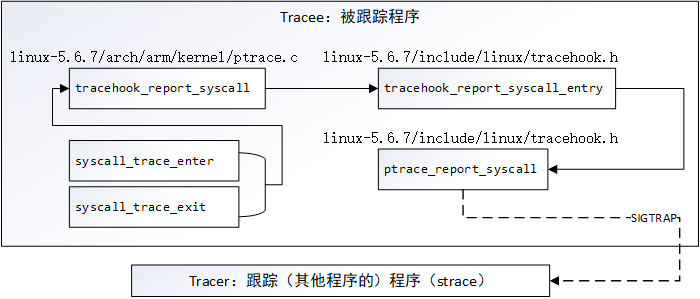 Tracee：被跟踪程序
linux-5.6.7/arch/arm/kernel/ptrace.c
linux-5.6.7/include/linux/tracehook.h
tracehook_report_syscall
tracehook_report_syscall_entry
linux-5.6.7/include/linux/tracehook.h
syscall_trace_enter
ptrace_report_syscall
syscall_trace_exit
SIGTRAP
Tracer：跟踪（其他程序的）程序（strace）